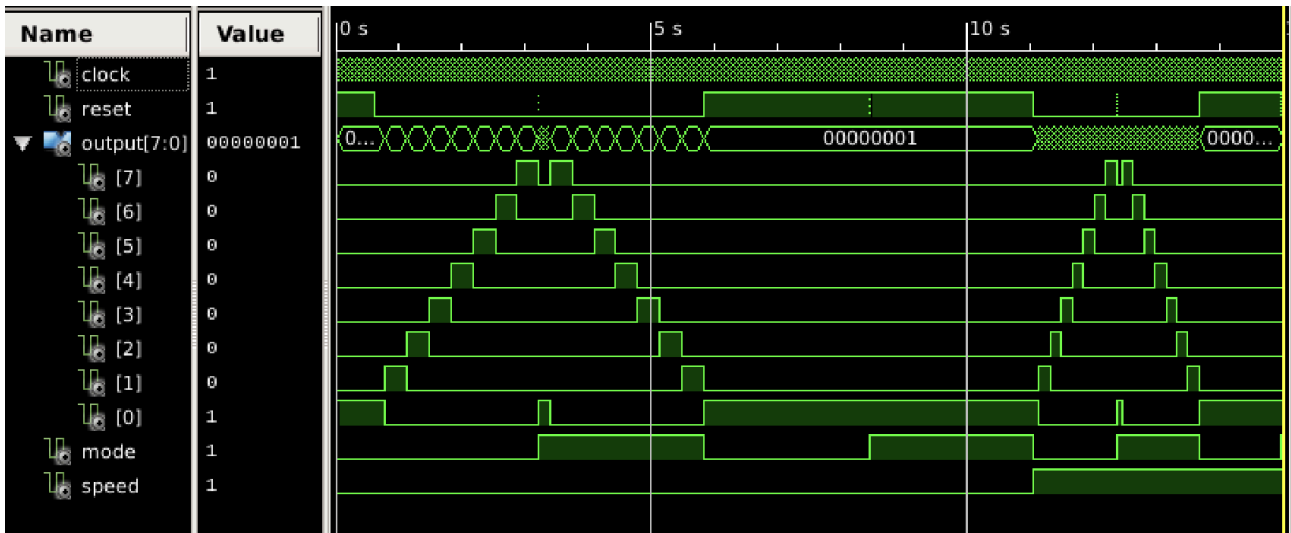 Name Value 0 s 5 s 10 s
clock 1
reset 1
output[7:0] 00000001 0... 00000001 0000...
[7] 0
[6] 0
[5] 0
[4] 0
[3] 0
[2] 0
[1] 0
[0] 1
mode 1
speed 1